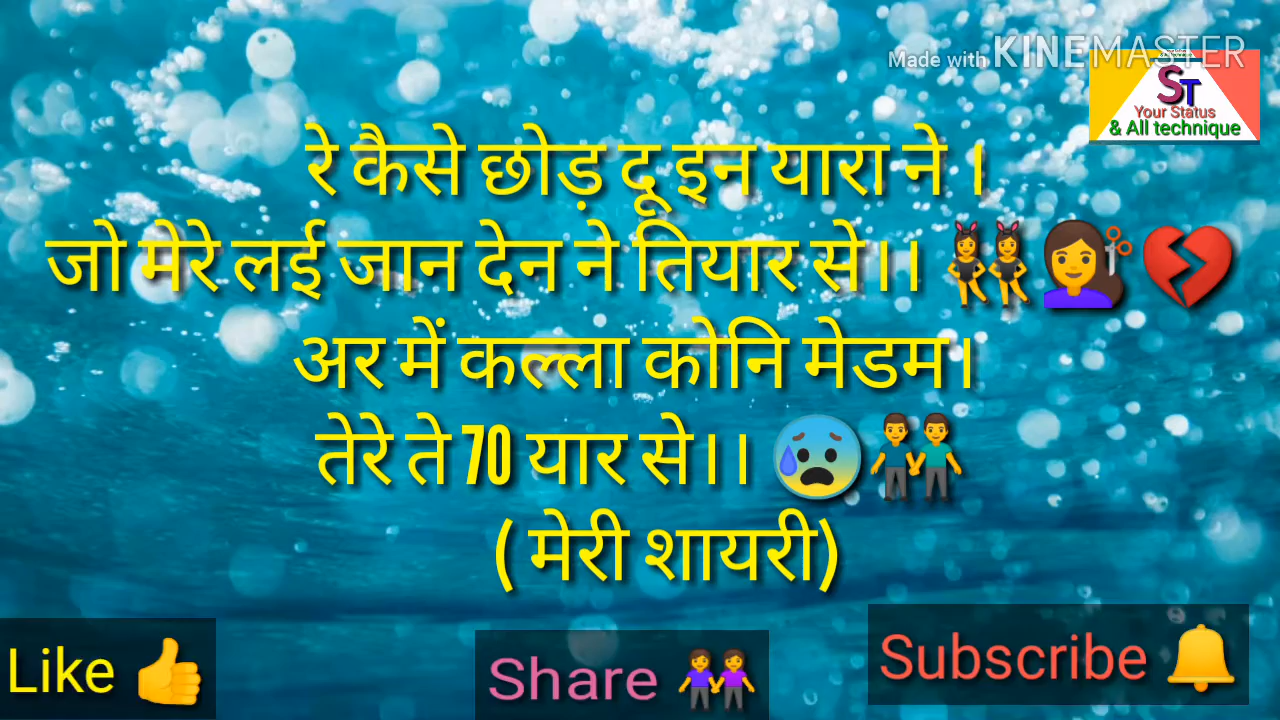 Made with KINEMASTER
ST
Your Status
& All technique
रे कैसे छोड़ दू इन यारा ने ।
जो मेरे लई जान देन ने तियार से।। 👯💇💔
अर में कल्ला कोनि मेडम।
तेरे ते 70 यार से।। 😰👬
( मेरी शायरी)
Like 👍
Share 👭
Subscribe 🔔